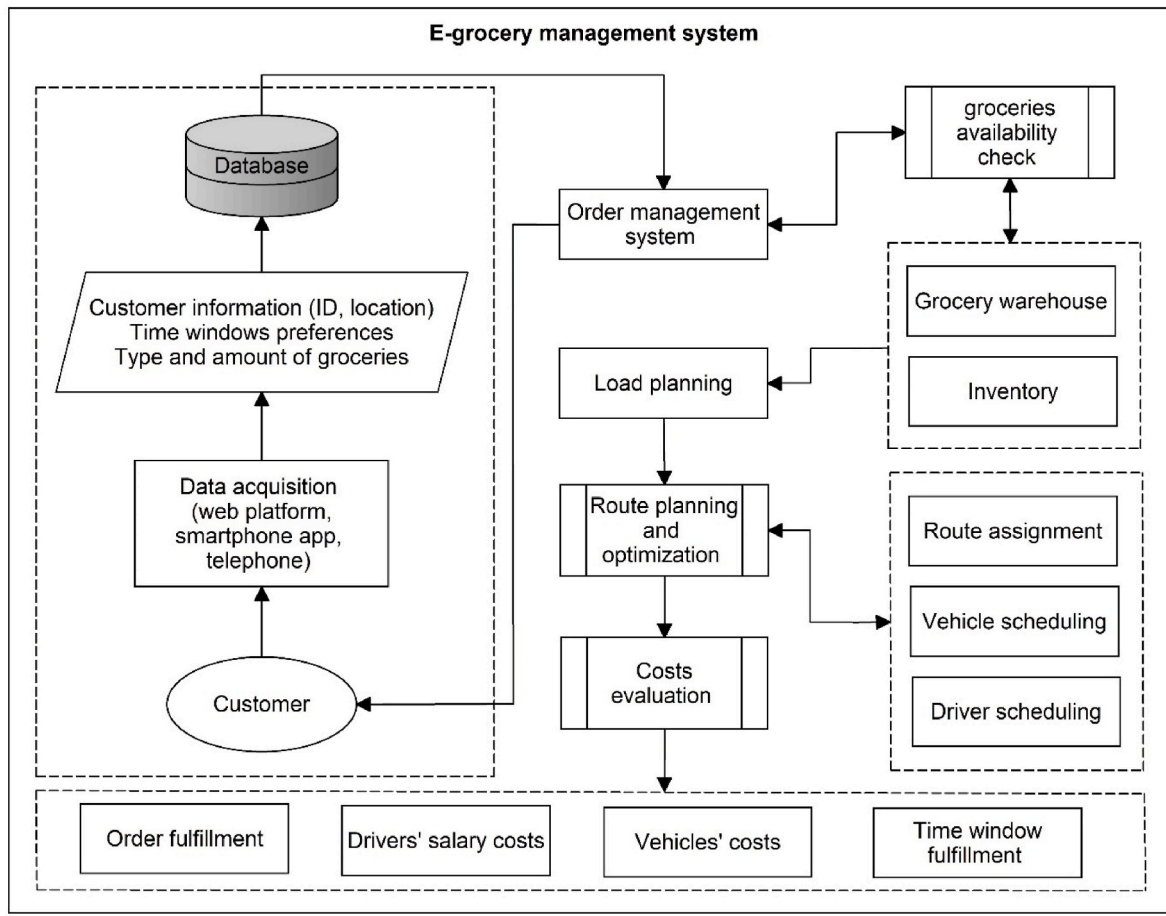 E-grocery management system
Database
groceries
availability
check
Order management
system
Customer information (ID, location)
Time windows preferences
Type and amount of groceries
Grocery warehouse
Load planning
Inventory
Data acquisition
(web platform,
smartphone app,
telephone)
Route planning
and
optimization
Route assignment
Vehicle scheduling
Customer
Costs
evaluation
Driver scheduling
Order fulfillment
Drivers' salary costs
Vehicles' costs
Time window
fulfillment